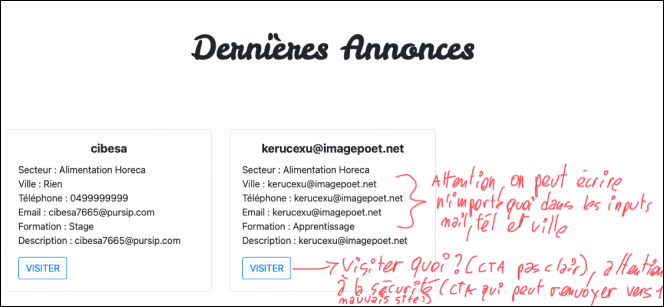 Dernières Annonces
cibesa
Secteur : Alimentation Horeca
Ville : Rien
Téléphone : 0499999999
Email : cibesa7665@pursip.com
Formation : Stage
Description : cibesa7665@pursip.com
VISITER
kerucexu@imagepoet.net
Secteur : Alimentation Horeca
Ville : kerucexu@imagepoet.net
Téléphone : kerucexu@imagepoet.net
Email : kerucexu@imagepoet.net
Formation : Apprentissage
Description : kerucexu@imagepoet.net
VISITER
Attention, on peut écrire
n'importe quoi dans les inputs
mail, tél et ville
Visiter quoi? (CTA pas clair), attention
à la sécurité (CTA qui peut renvoyer vers 1
mauvais site!)